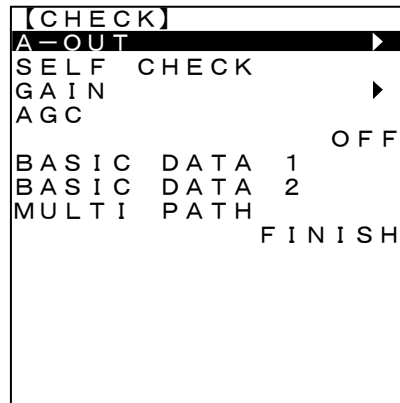 【CHECK】
A-OUT ▶
SELF CHECK
GAIN ▶
AGC
OFF
BASIC DATA 1
BASIC DATA 2
MULTI PATH
FINISH